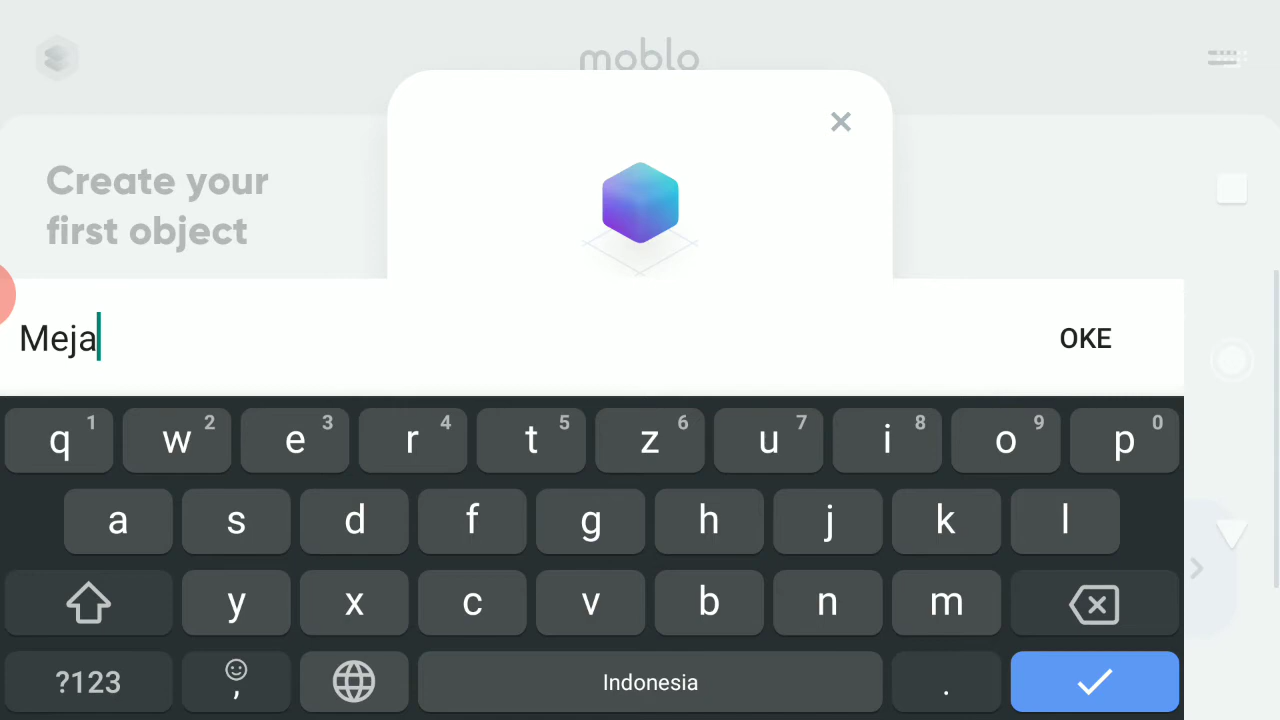 moblo
Create your
first object
Meja
OKE
q 1 w 2 e 3 r 4 t 5 z 6 u 7 i 8 o 9 p 0
a s d f g h j k l
y x c v b n m
?123 , Indonesia .